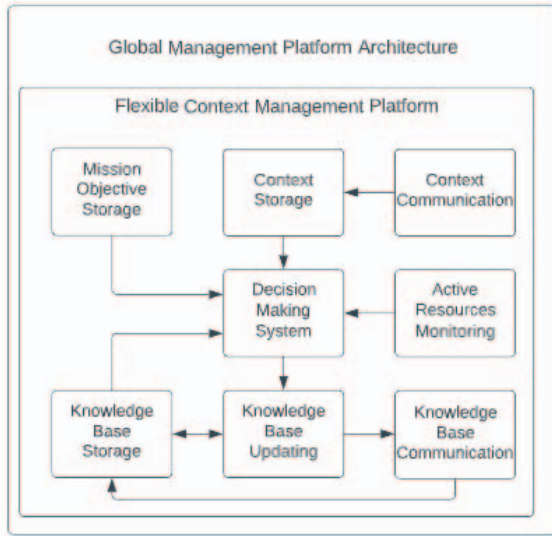 Global Management Platform Architecture
Flexible Context Management Platform
Mission
Objective
Storage
Context
Storage
Context
Communication
Decision
Making
System
Active
Resources
Monitoring
Knowledge
Base
Storage
Knowledge
Base
Updating
Knowledge
Base
Communication